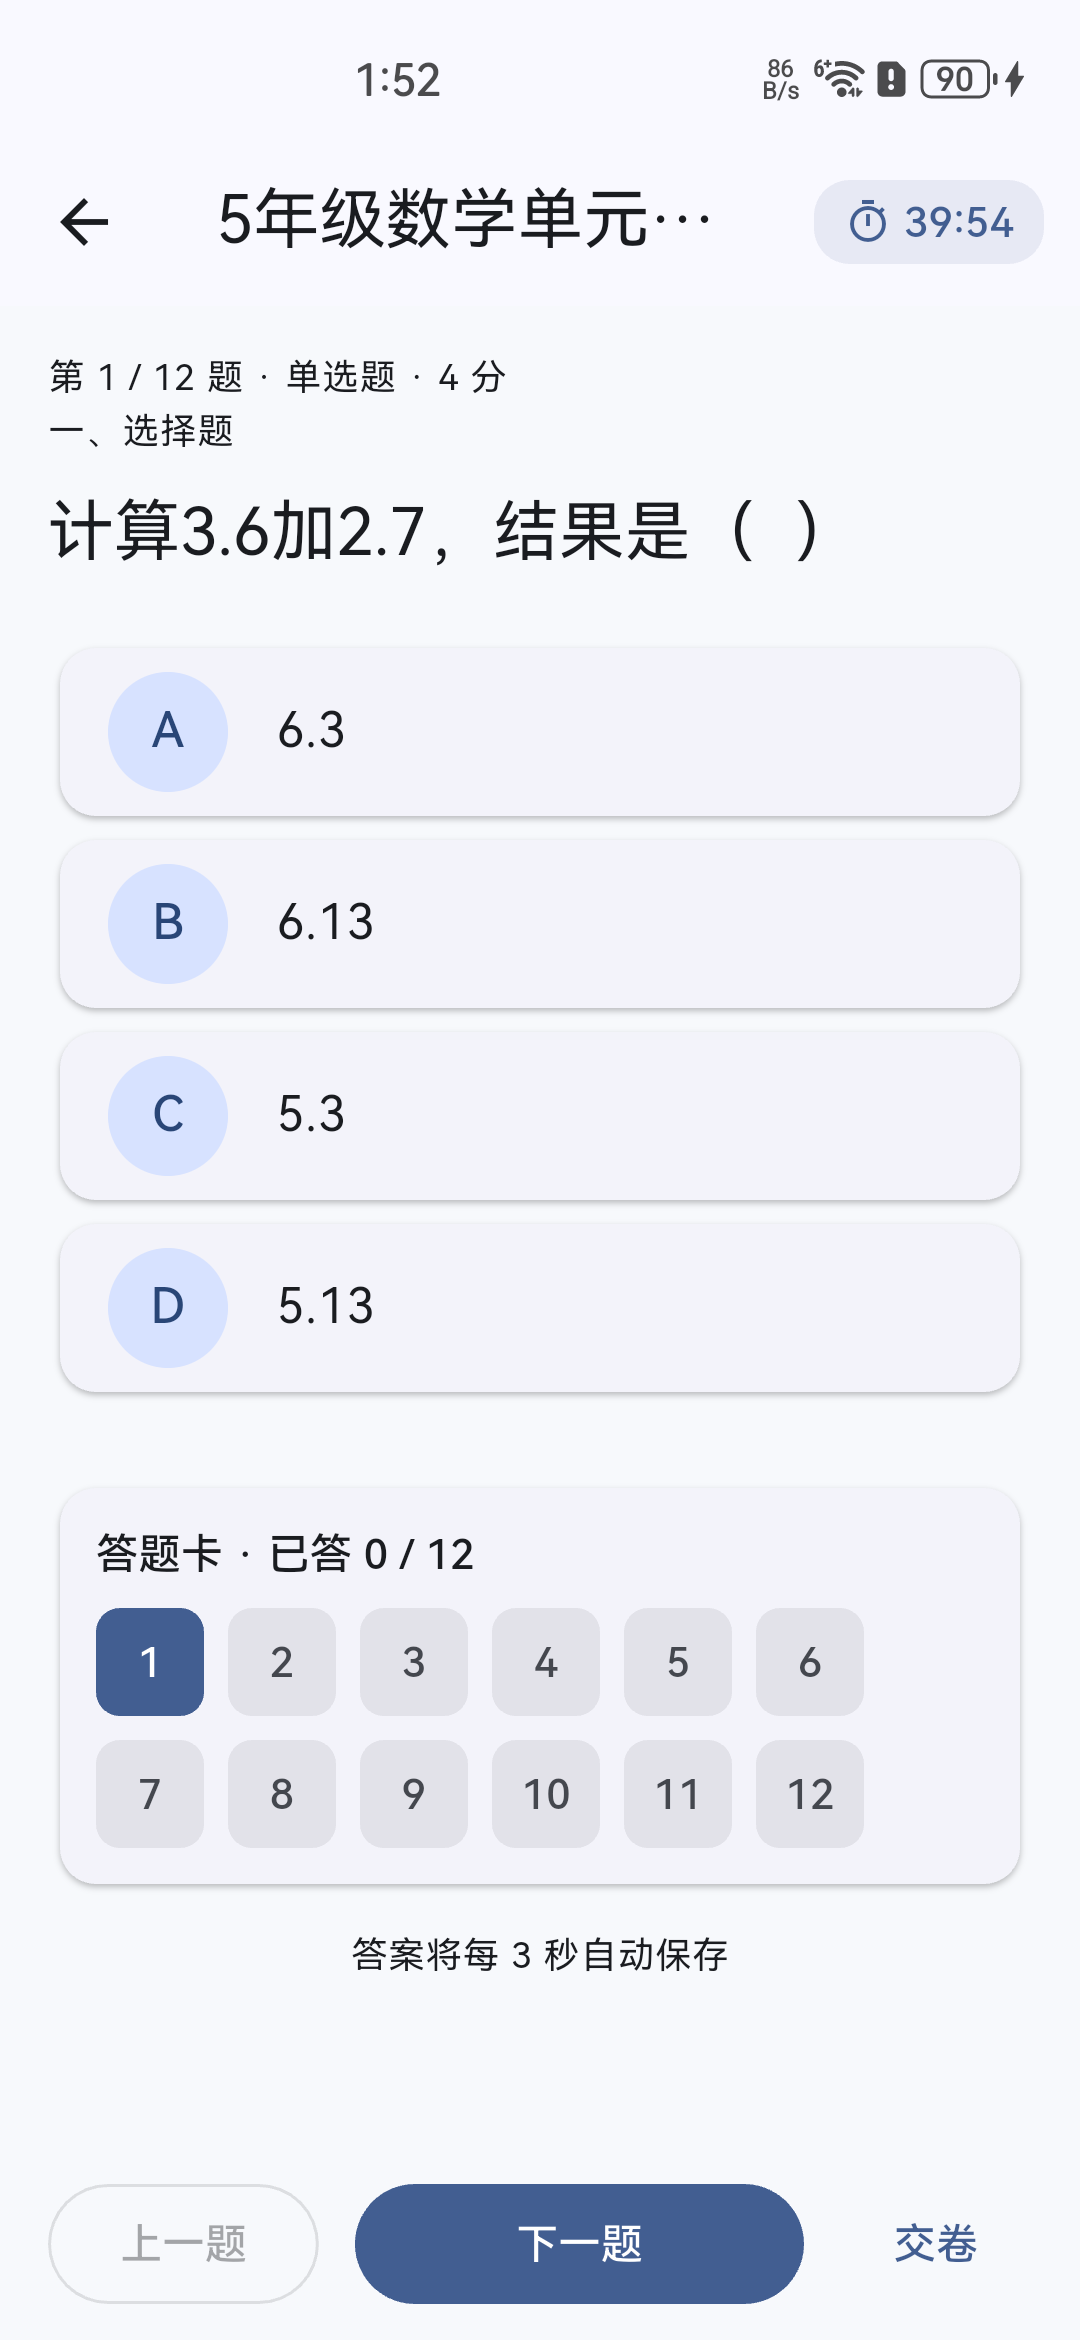 1:52
86
B/s
6+
90
5年级数学单元···
39:54
第 1 / 12 题 · 单选题 · 4 分
一、选择题
计算3.6加2.7，结果是（ ）
A 6.3
B 6.13
C 5.3
D 5.13
答题卡 · 已答 0 / 12
1 2 3 4 5 6
7 8 9 10 11 12
答案将每 3 秒自动保存
上一题 下一题 交卷